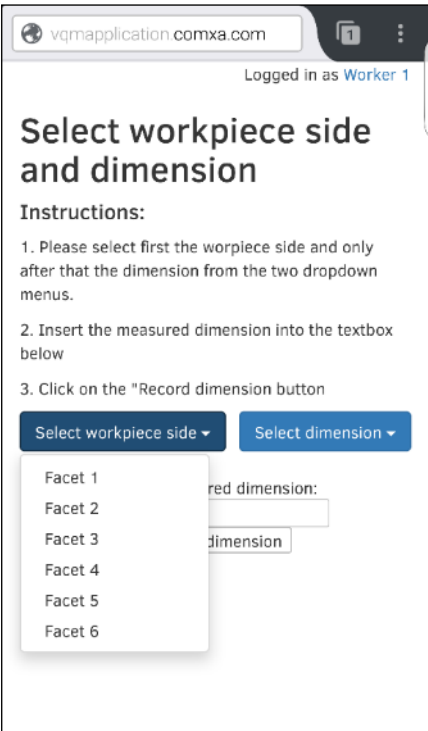 vqmapplication.comxa.com
1
Logged in as Worker 1
Select workpiece side
and dimension
Instructions:
1. Please select first the worpiece side and only
after that the dimension from the two dropdown
menus.
2. Insert the measured dimension into the textbox
below
3. Click on the "Record dimension button
Select workpiece side
Select dimension
Facet 1
red dimension:
Facet 2
Facet 3
dimension
Facet 4
Facet 5
Facet 6